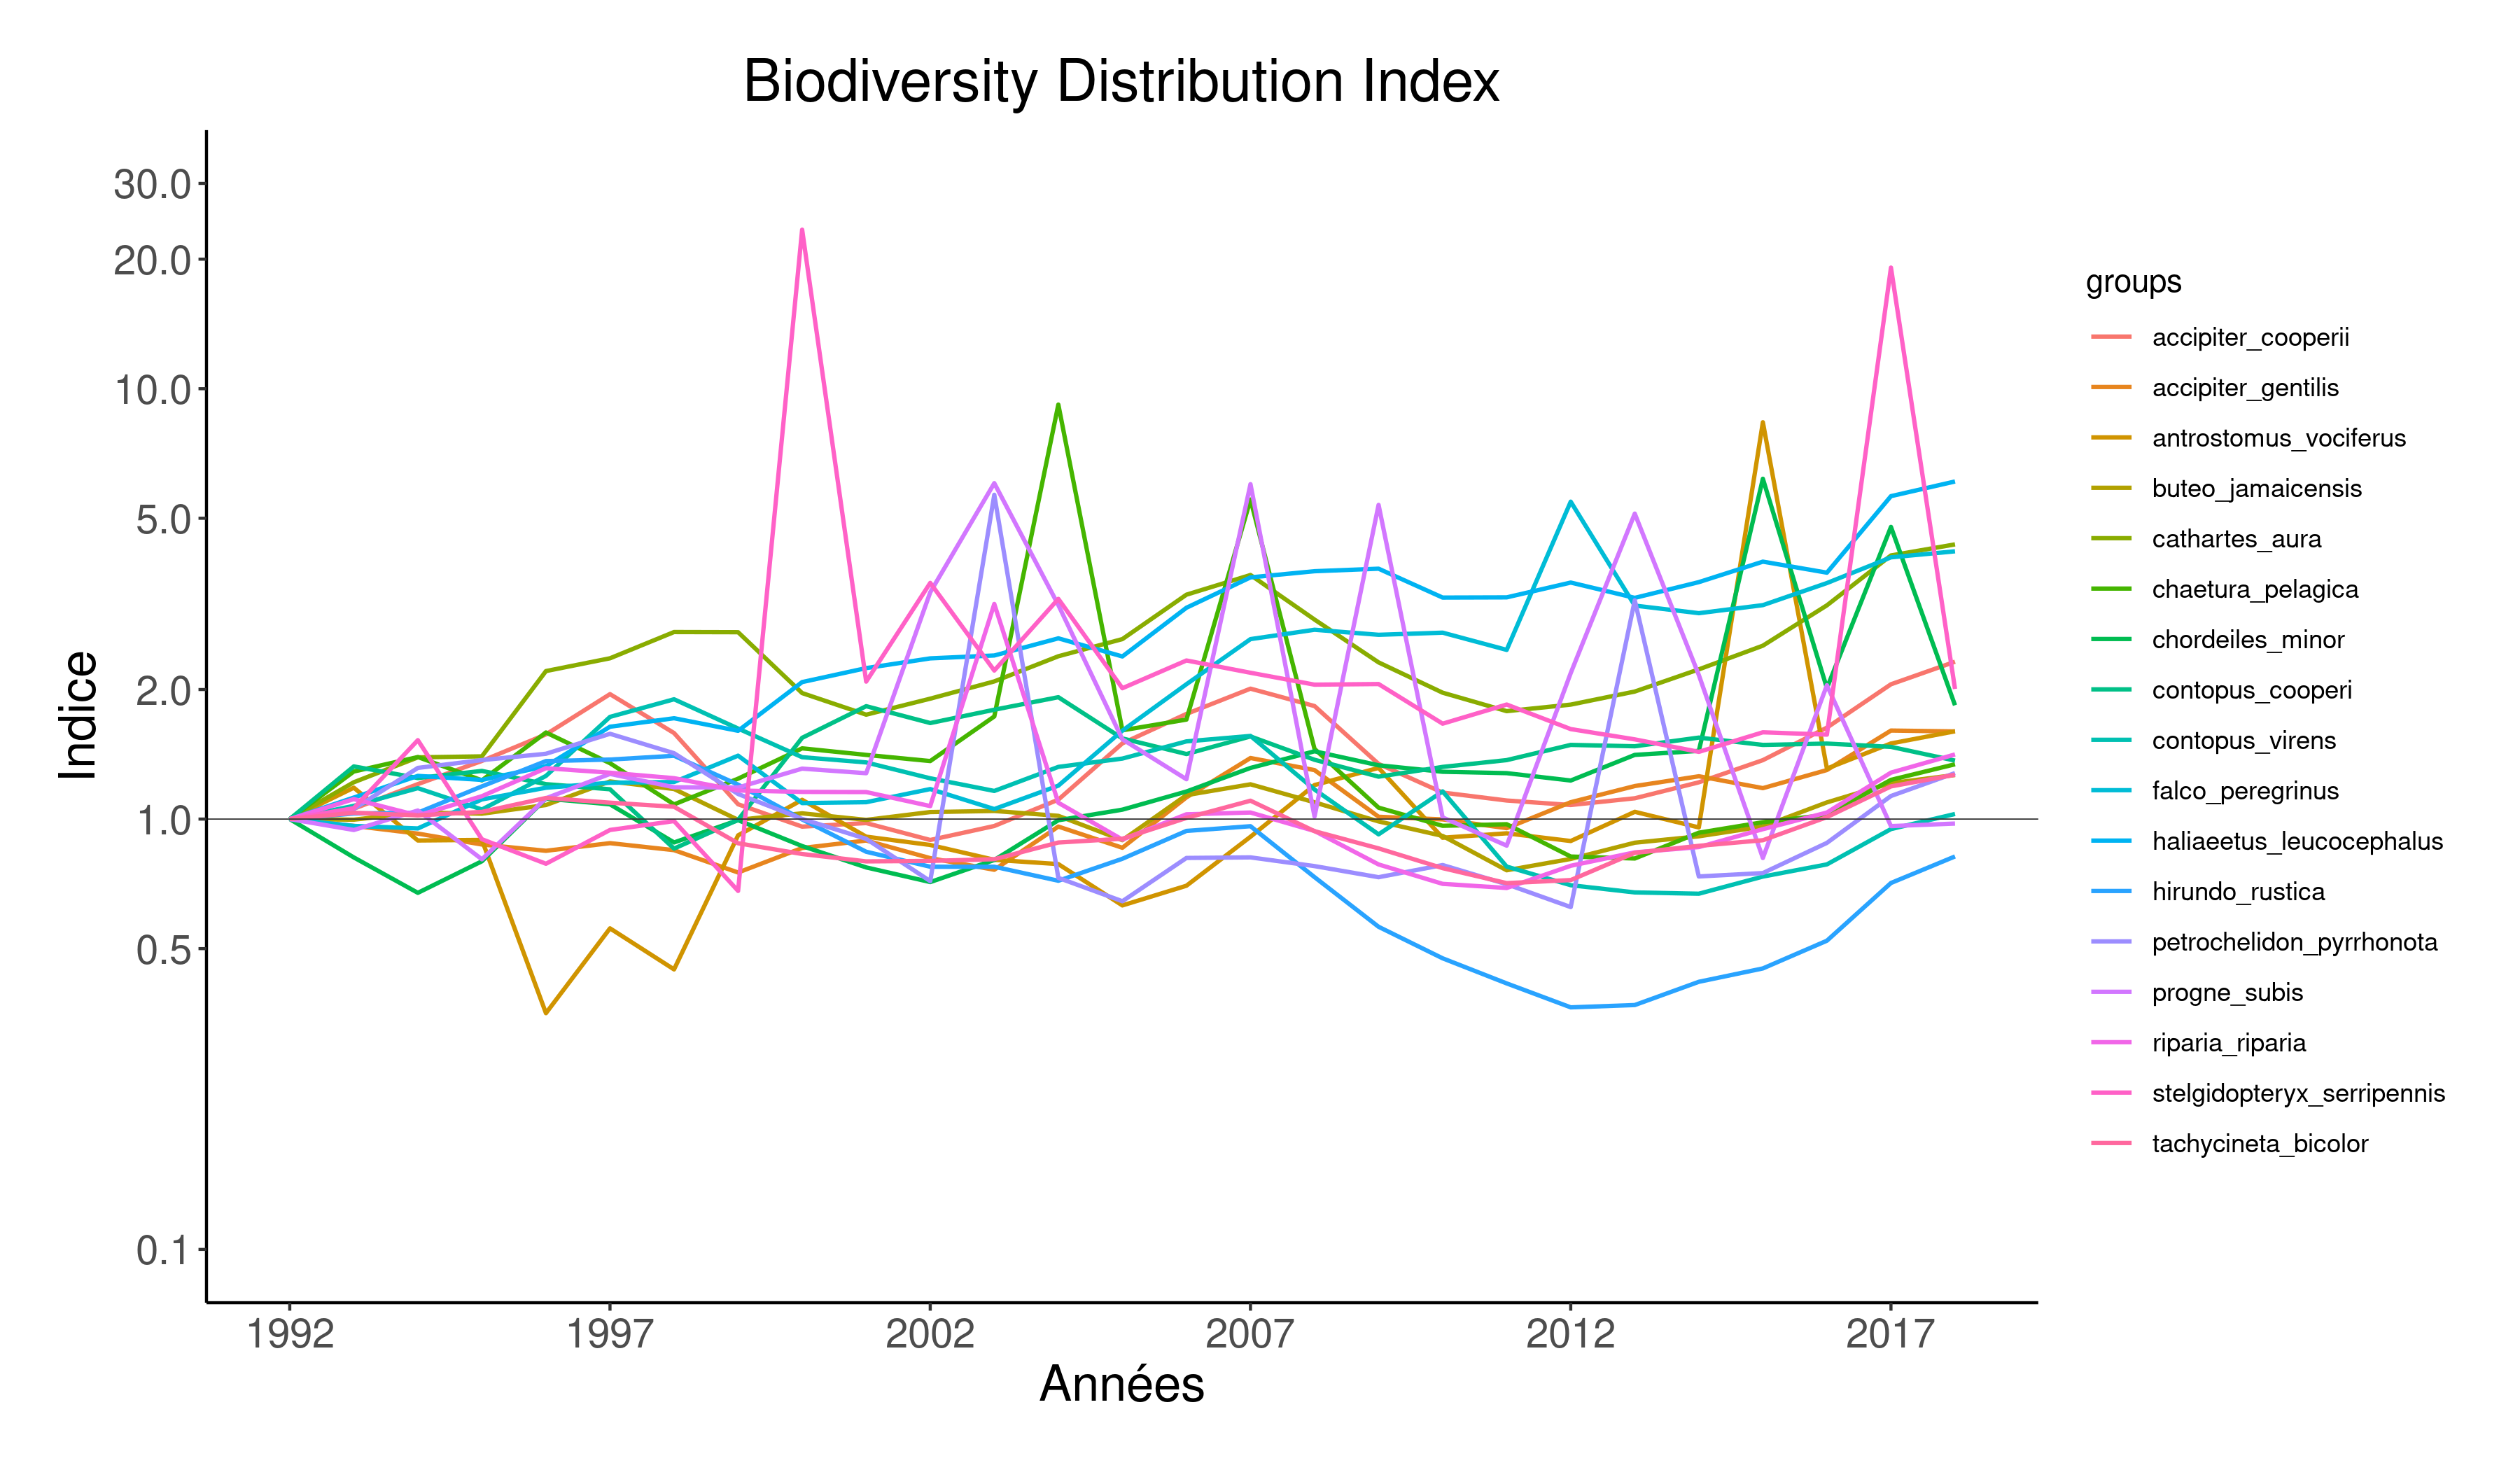 Biodiversity Distribution Index
30.0
20.0
10.0
5.0
2.0
1.0
0.5
0.1
Indice
1992 1997 2002 2007 2012 2017
Années
groups
accipiter_cooperii
accipiter_gentilis
antrostomus_vociferus
buteo_jamaicensis
cathartes_aura
chaetura_pelagica
chordeiles_minor
contopus_cooperi
contopus_virens
falco_peregrinus
haliaeetus_leucocephalus
hirundo_rustica
petrochelidon_pyrrhonota
progne_subis
riparia_riparia
stelgidopteryx_serripennis
tachycineta_bicolor